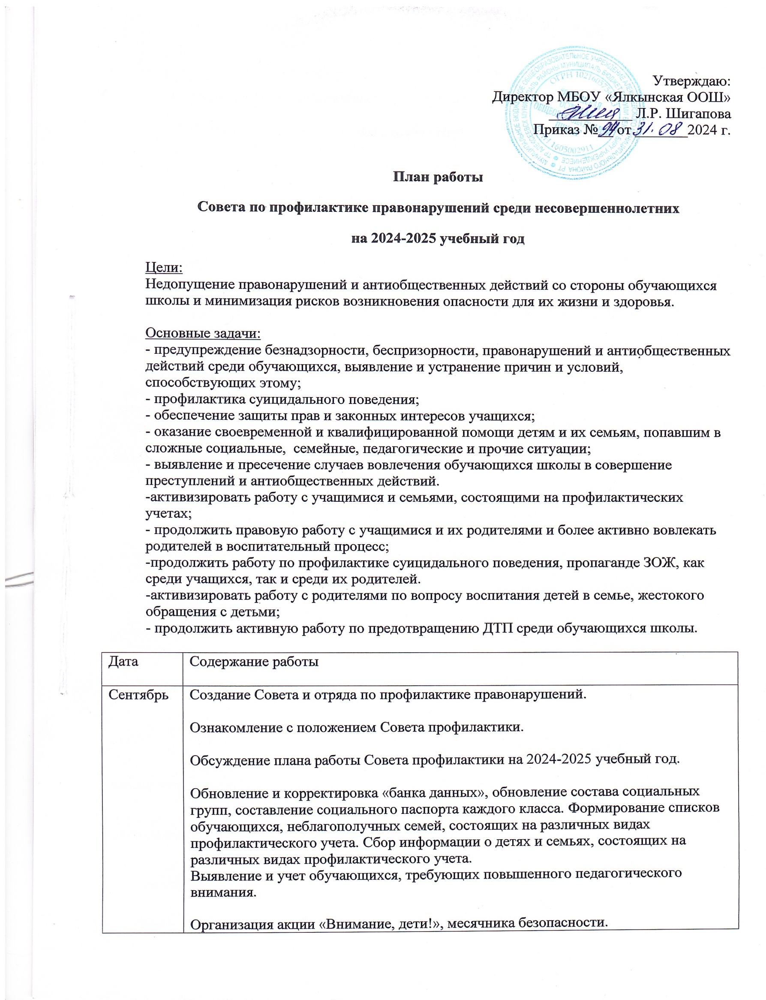 Утверждаю:
Директор МБОУ «Ялкынская ООШ»
Л.Р. Шигапова
Приказ № 94 от 31.08 2024 г.
ОГРН
1605002911
План работы
Совета по профилактике правонарушений среди несовершеннолетних
на 2024-2025 учебный год
Цели:
Недопущение правонарушений и антиобщественных действий со стороны обучающихся
школы и минимизация рисков возникновения опасности для их жизни и здоровья.
Основные задачи:
- предупреждение безнадзорности, беспризорности, правонарушений и антиобщественных
действий среди обучающихся, выявление и устранение причин и условий,
способствующих этому;
- профилактика суицидального поведения;
- обеспечение защиты прав и законных интересов учащихся;
- оказание своевременной и квалифицированной помощи детям и их семьям, попавшим в
сложные социальные,  семейные, педагогические и прочие ситуации;
- выявление и пресечение случаев вовлечения обучающихся школы в совершение
преступлений и антиобщественных действий.
-активизировать работу с учащимися и семьями, состоящими на профилактических
учетах;
- продолжить правовую работу с учащимися и их родителями и более активно вовлекать
родителей в воспитательный процесс;
-продолжить работу по профилактике суицидального поведения, пропаганде ЗОЖ, как
среди учащихся, так и среди их родителей.
-активизировать работу с родителями по вопросу воспитания детей в семье, жестокого
обращения с детьми;
- продолжить активную работу по предотвращению ДТП среди обучающихся школы.
Дата Содержание работы
Сентябрь Создание Совета и отряда по профилактике правонарушений.
Ознакомление с положением Совета профилактики.
Обсуждение плана работы Совета профилактики на 2024-2025 учебный год.
Обновление и корректировка «банка данных», обновление состава социальных
групп, составление социального паспорта каждого класса. Формирование списков
обучающихся, неблагополучных семей, состоящих на различных видах
профилактического учета. Сбор информации о детях и семьях, состоящих на
различных видах профилактического учета.
Выявление и учет обучающихся, требующих повышенного педагогического
внимания.
Организация акции «Внимание, дети!», месячника безопасности.